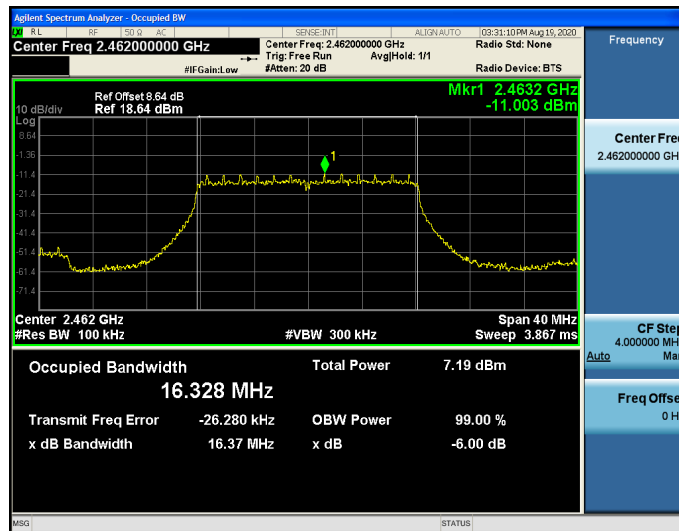 Agilent Spectrum Analyzer - Occupied BW
RL RF 50 Ω AC SENSE:INT ALIGN AUTO 03:31:10 PM Aug 19, 2020
Center Freq 2.462000000 GHz
Center Freq: 2.462000000 GHz
Radio Std: None
Trig: Free Run Avg|Hold: 1/1
#IFGain:Low
#Atten: 20 dB
Radio Device: BTS
Frequency
Ref Offset 8.64 dB
Mkr1 2.4632 GHz
10 dB/div
Ref 18.64 dBm
-11.003 dBm
Log
8.64
1
-1.36
-11.4
-21.4
-31.4
-41.4
-51.4
-61.4
-71.4
Center 2.462 GHz
Span 40 MHz
#Res BW 100 kHz
#VBW 300 kHz
Sweep 3.867 ms
Occupied Bandwidth
Total Power 7.19 dBm
16.328 MHz
Transmit Freq Error -26.280 kHz
OBW Power 99.00 %
x dB Bandwidth 16.37 MHz
x dB -6.00 dB
Center Fre
2.462000000 GH
CF Ste
4.000000 MH
Auto Ma
Freq Offse
0 H
MSG STATUS